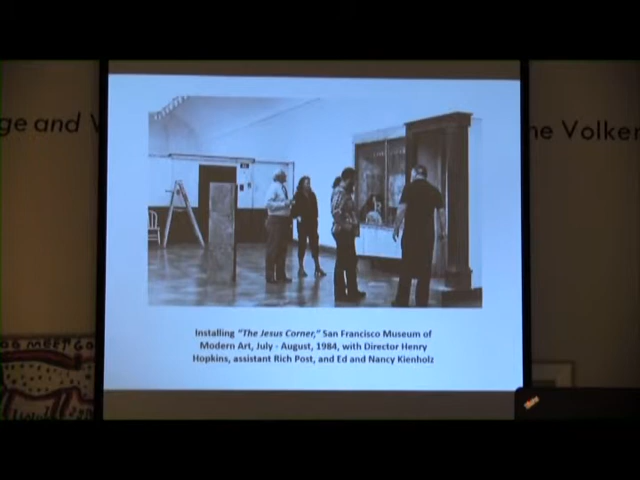 ge and V
he Volker
Installing "The Jesus Corner," San Francisco Museum of
Modern Art, July - August, 1984, with Director Henry
Hopkins, assistant Rich Post, and Ed and Nancy Kienholz